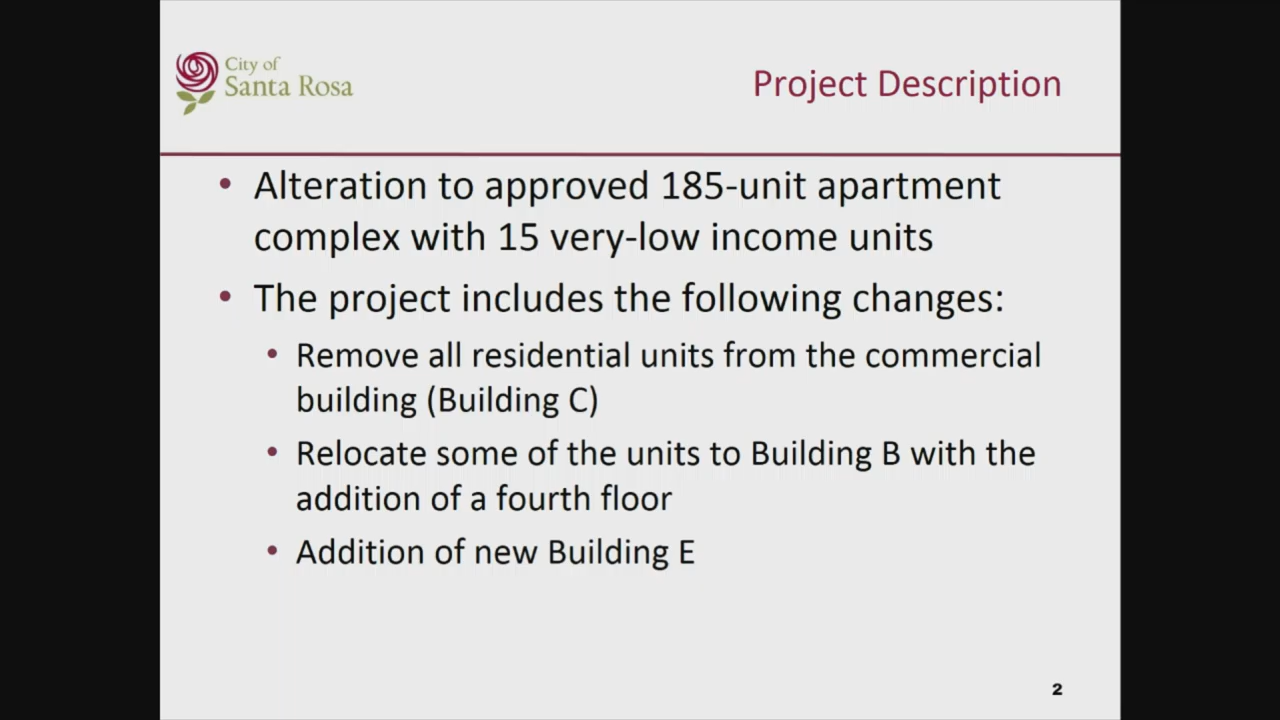 City of
Santa Rosa
Project Description
• Alteration to approved 185-unit apartment
complex with 15 very-low income units
• The project includes the following changes:
• Remove all residential units from the commercial
building (Building C)
• Relocate some of the units to Building B with the
addition of a fourth floor
• Addition of new Building E
2